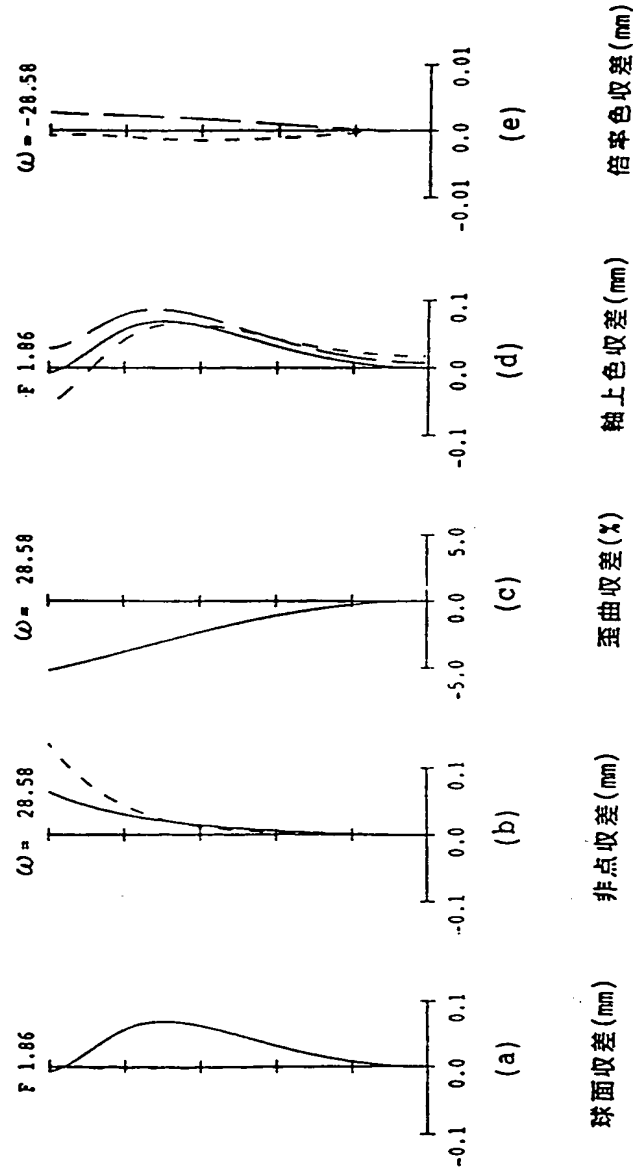 F 1.86
-0.1 0.0 0.1
(a)
球面収差(mm)
ω= 28.58
-0.1 0.0 0.1
(b)
非点収差(mm)
ω= 28.58
-5.0 0.0 5.0
(c)
歪曲収差(%)
F 1.86
-0.1 0.0 0.1
(d)
軸上色収差(mm)
ω=-28.58
-0.01 0.0 0.01
(e)
倍率色収差(mm)